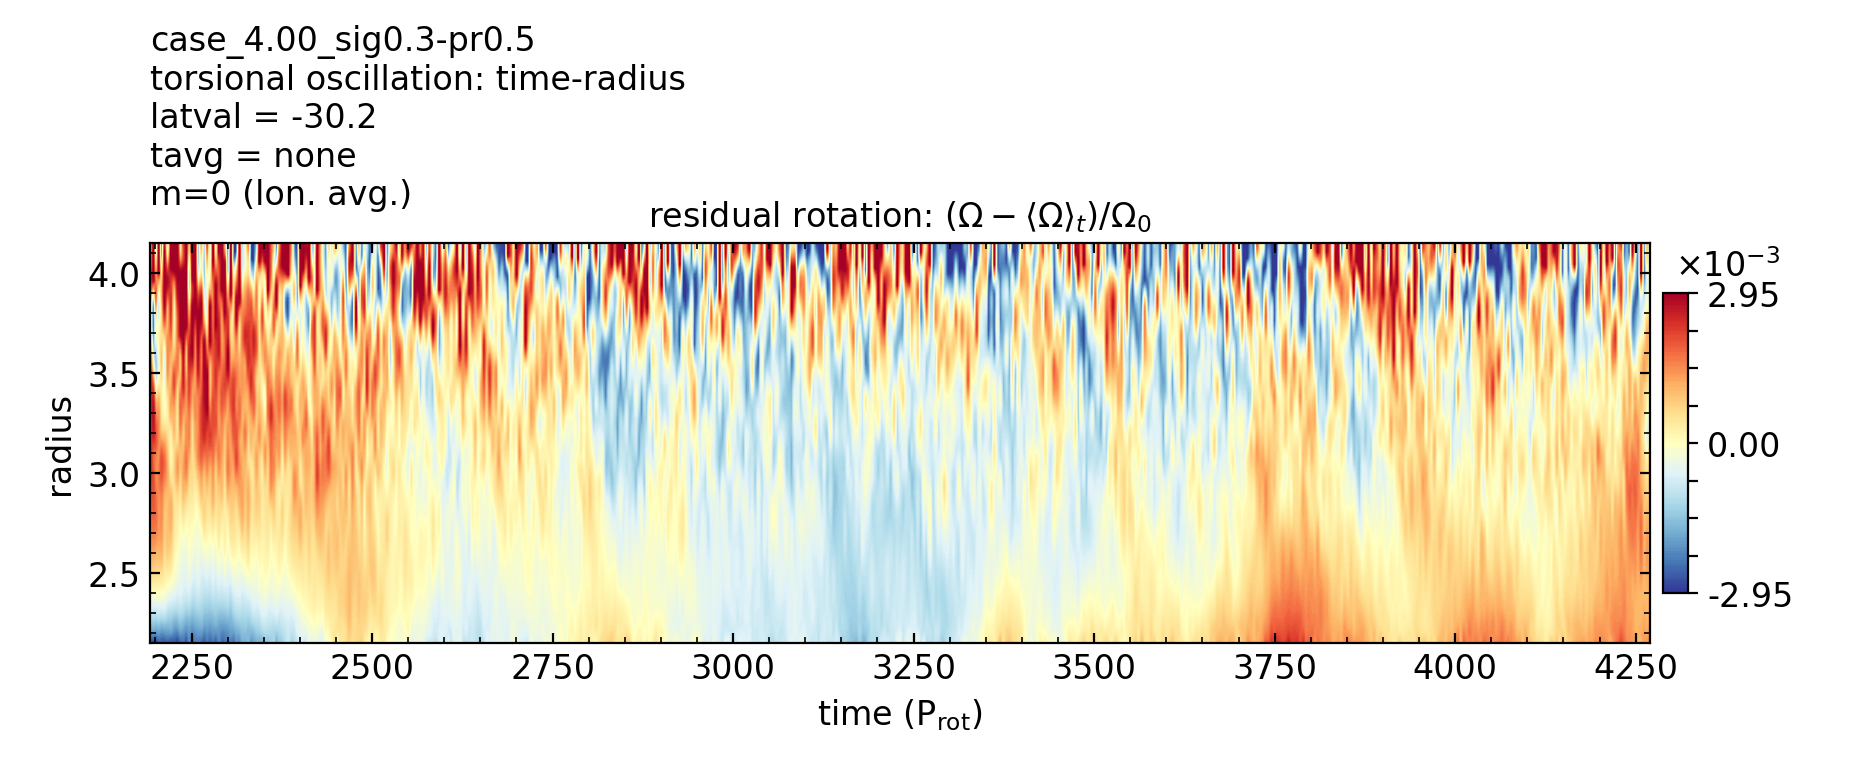 case_4.00_sig0.3-pr0.5
torsional oscillation: time-radius
latval = -30.2
tavg = none
m=0 (lon. avg.)
residual rotation: (Ω − ⟨Ω⟩ₜ)/Ω₀
×10⁻³
4.0
3.5
3.0
2.5
radius
2.95
0.00
-2.95
2250 2500 2750 3000 3250 3500 3750 4000 4250
time (P_rot)